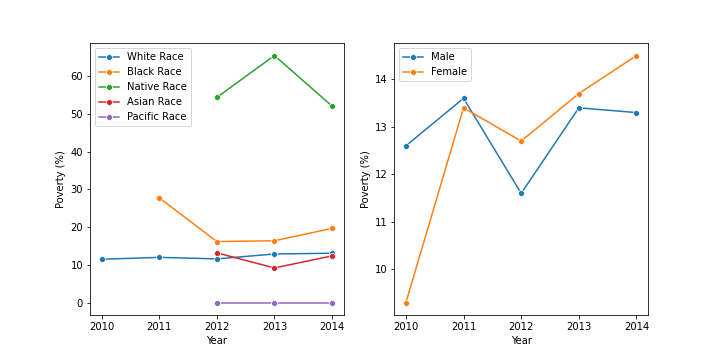 White Race
Black Race
Native Race
Asian Race
Pacific Race
60
50
40
30
20
10
0
Poverty (%)
2010 2011 2012 2013 2014
Year
Male
Female
14
13
12
11
10
Poverty (%)
2010 2011 2012 2013 2014
Year